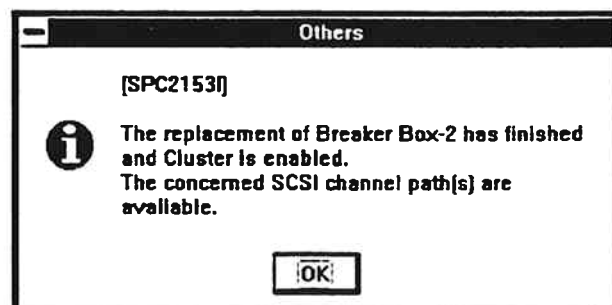 Others
[SPC2153I]
The replacement of Breaker Box-2 has finished
and Cluster is enabled.
The concerned SCSI channel path(s) are
available.
OK